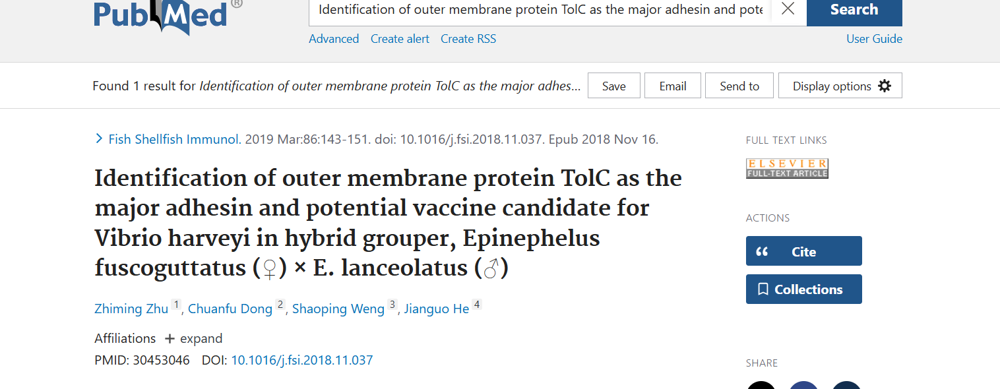 PubMed®
Identification of outer membrane protein TolC as the major adhesin and pote
Search
Advanced Create alert Create RSS
User Guide
Found 1 result for Identification of outer membrane protein TolC as the major adhes...
Save
Email
Send to
Display options
Fish Shellfish Immunol. 2019 Mar:86:143-151. doi: 10.1016/j.fsi.2018.11.037. Epub 2018 Nov 16.
Identification of outer membrane protein TolC as the
major adhesin and potential vaccine candidate for
Vibrio harveyi in hybrid grouper, Epinephelus
fuscoguttatus (♀) × E. lanceolatus (♂)
Zhiming Zhu 1, Chuanfu Dong 2, Shaoping Weng 3, Jianguo He 4
Affiliations + expand
PMID: 30453046 DOI: 10.1016/j.fsi.2018.11.037
FULL TEXT LINKS
ELSEVIER
FULL-TEXT ARTICLE
ACTIONS
Cite
Collections
SHARE